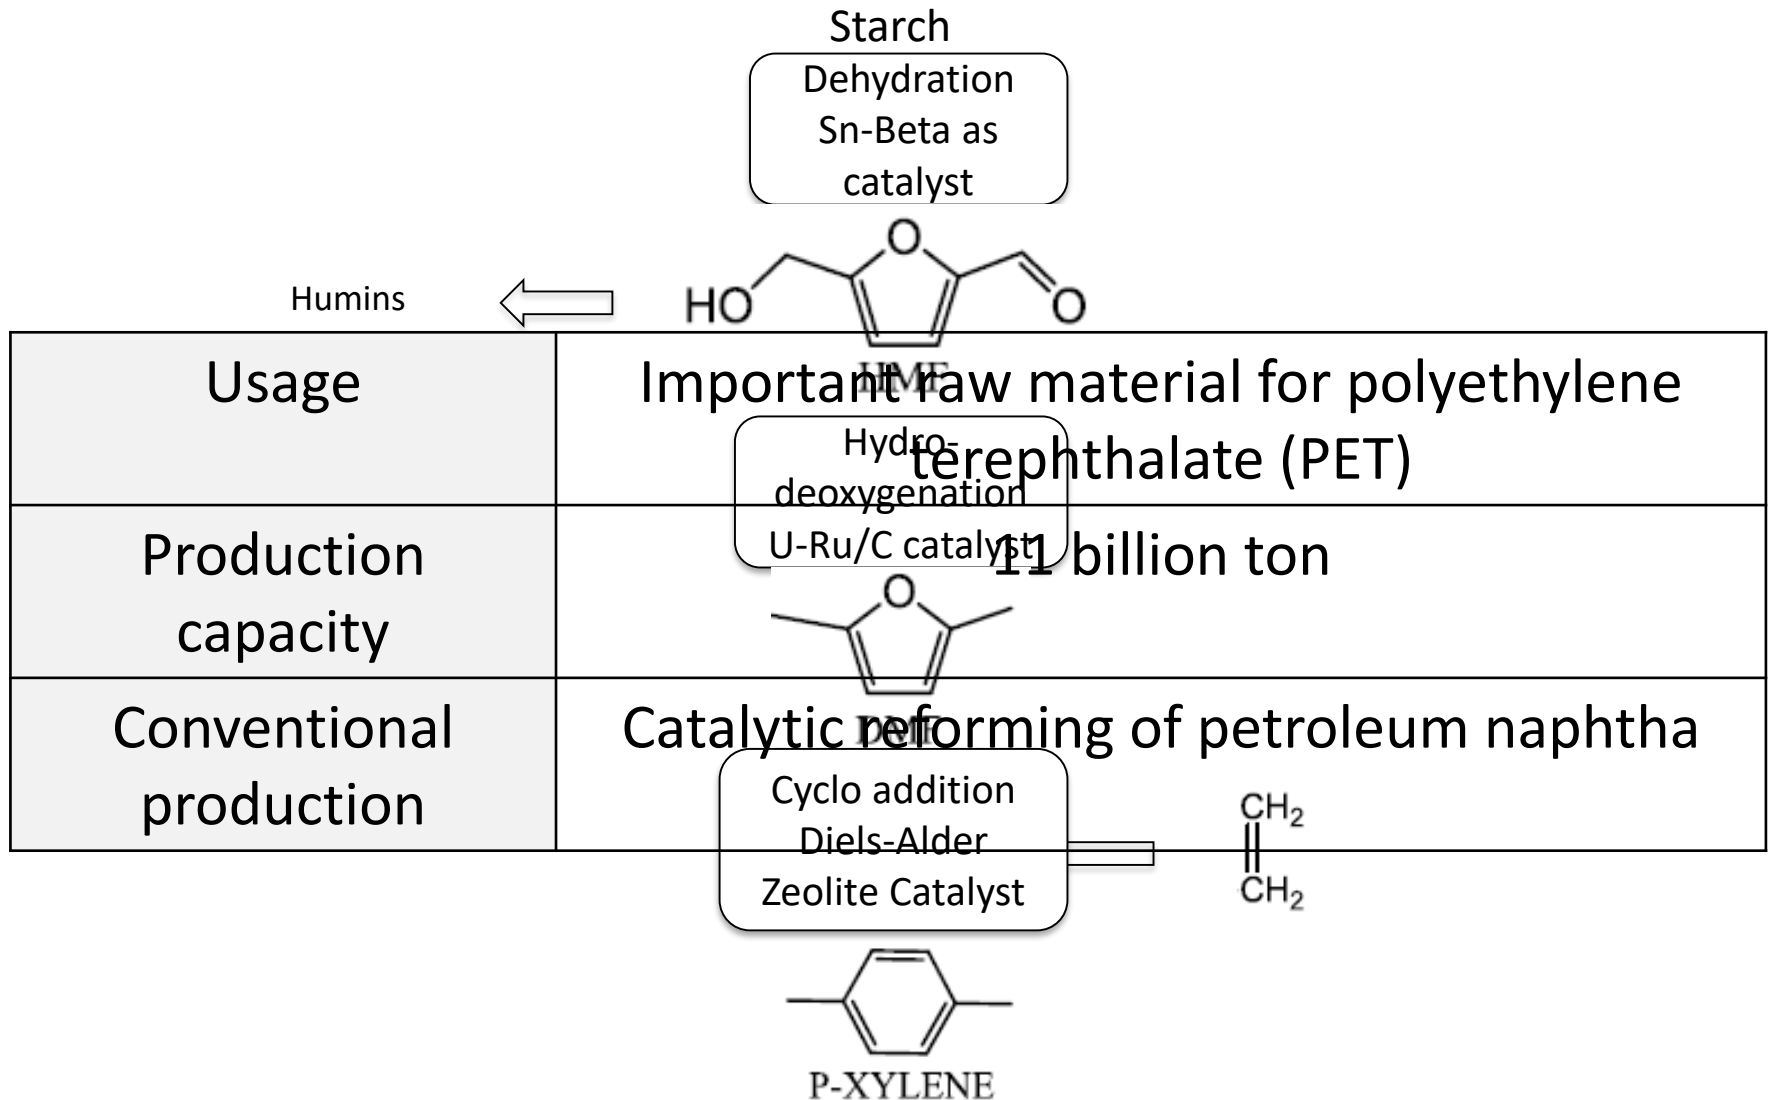 Starch
Dehydration
Sn-Beta as
catalyst
O
HO
O
Humins
HMF
Usage
Important raw material for polyethylene
terephthalate (PET)
Hydro-
deoxygenation
U-Ru/C catalyst
Production
capacity
11 billion ton
O
DMF
Conventional
production
Catalytic reforming of petroleum naphtha
Cyclo addition
Diels-Alder
Zeolite Catalyst
CH2
CH2
P-XYLENE